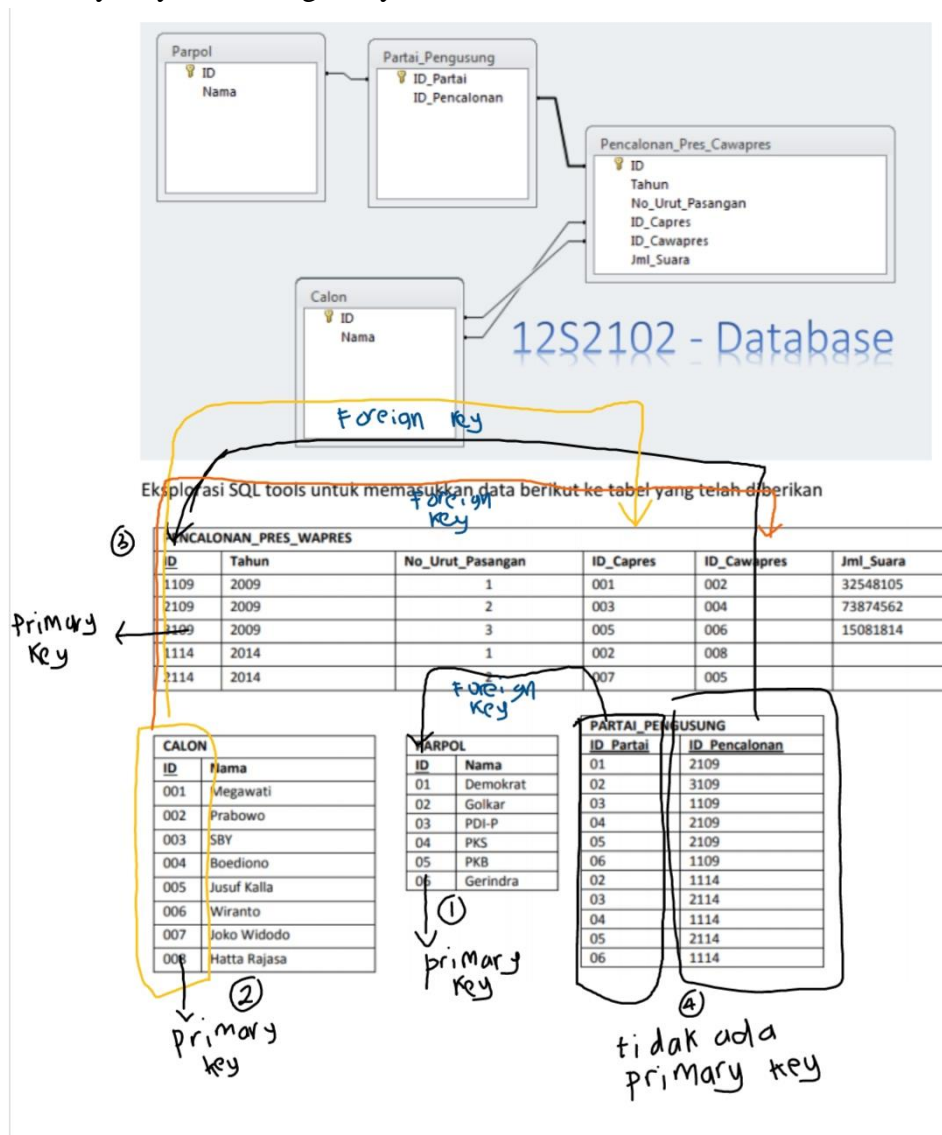 Parpol
ID
Nama
Partai_Pengusung
ID_Partai
ID_Pencalonan
Pencalonan_Pres_Cawapres
ID
Tahun
No_Urut_Pasangan
ID_Capres
ID_Cawapres
Jml_Suara
Calon
ID
Nama
12S2102 - Database
Foreign key
Eksplorasi SQL tools untuk memasukkan data berikut ke tabel yang telah diberikan
Foreign
key
③
PENCALONAN_PRES_WAPRES
ID Tahun No_Urut_Pasangan ID_Capres ID_Cawapres Jml_Suara
1109 2009 1 001 002 32548105
2109 2009 2 003 004 73874562
3109 2009 3 005 006 15081814
1114 2014 1 002 008
2114 2014 2 007 005
Primary
Key
Foreign
Key
CALON
ID Nama
001 Megawati
002 Prabowo
003 SBY
004 Boediono
005 Jusuf Kalla
006 Wiranto
007 Joko Widodo
008 Hatta Rajasa
②
Primary
key
PARPOL
ID Nama
01 Demokrat
02 Golkar
03 PDI-P
04 PKS
05 PKB
06 Gerindra
①
primary
key
PARTAI_PENGUSUNG
ID_Partai ID_Pencalonan
01 2109
02 3109
03 1109
04 2109
05 2109
06 1109
02 1114
03 2114
04 1114
05 2114
06 1114
④
tidak ada
primary key